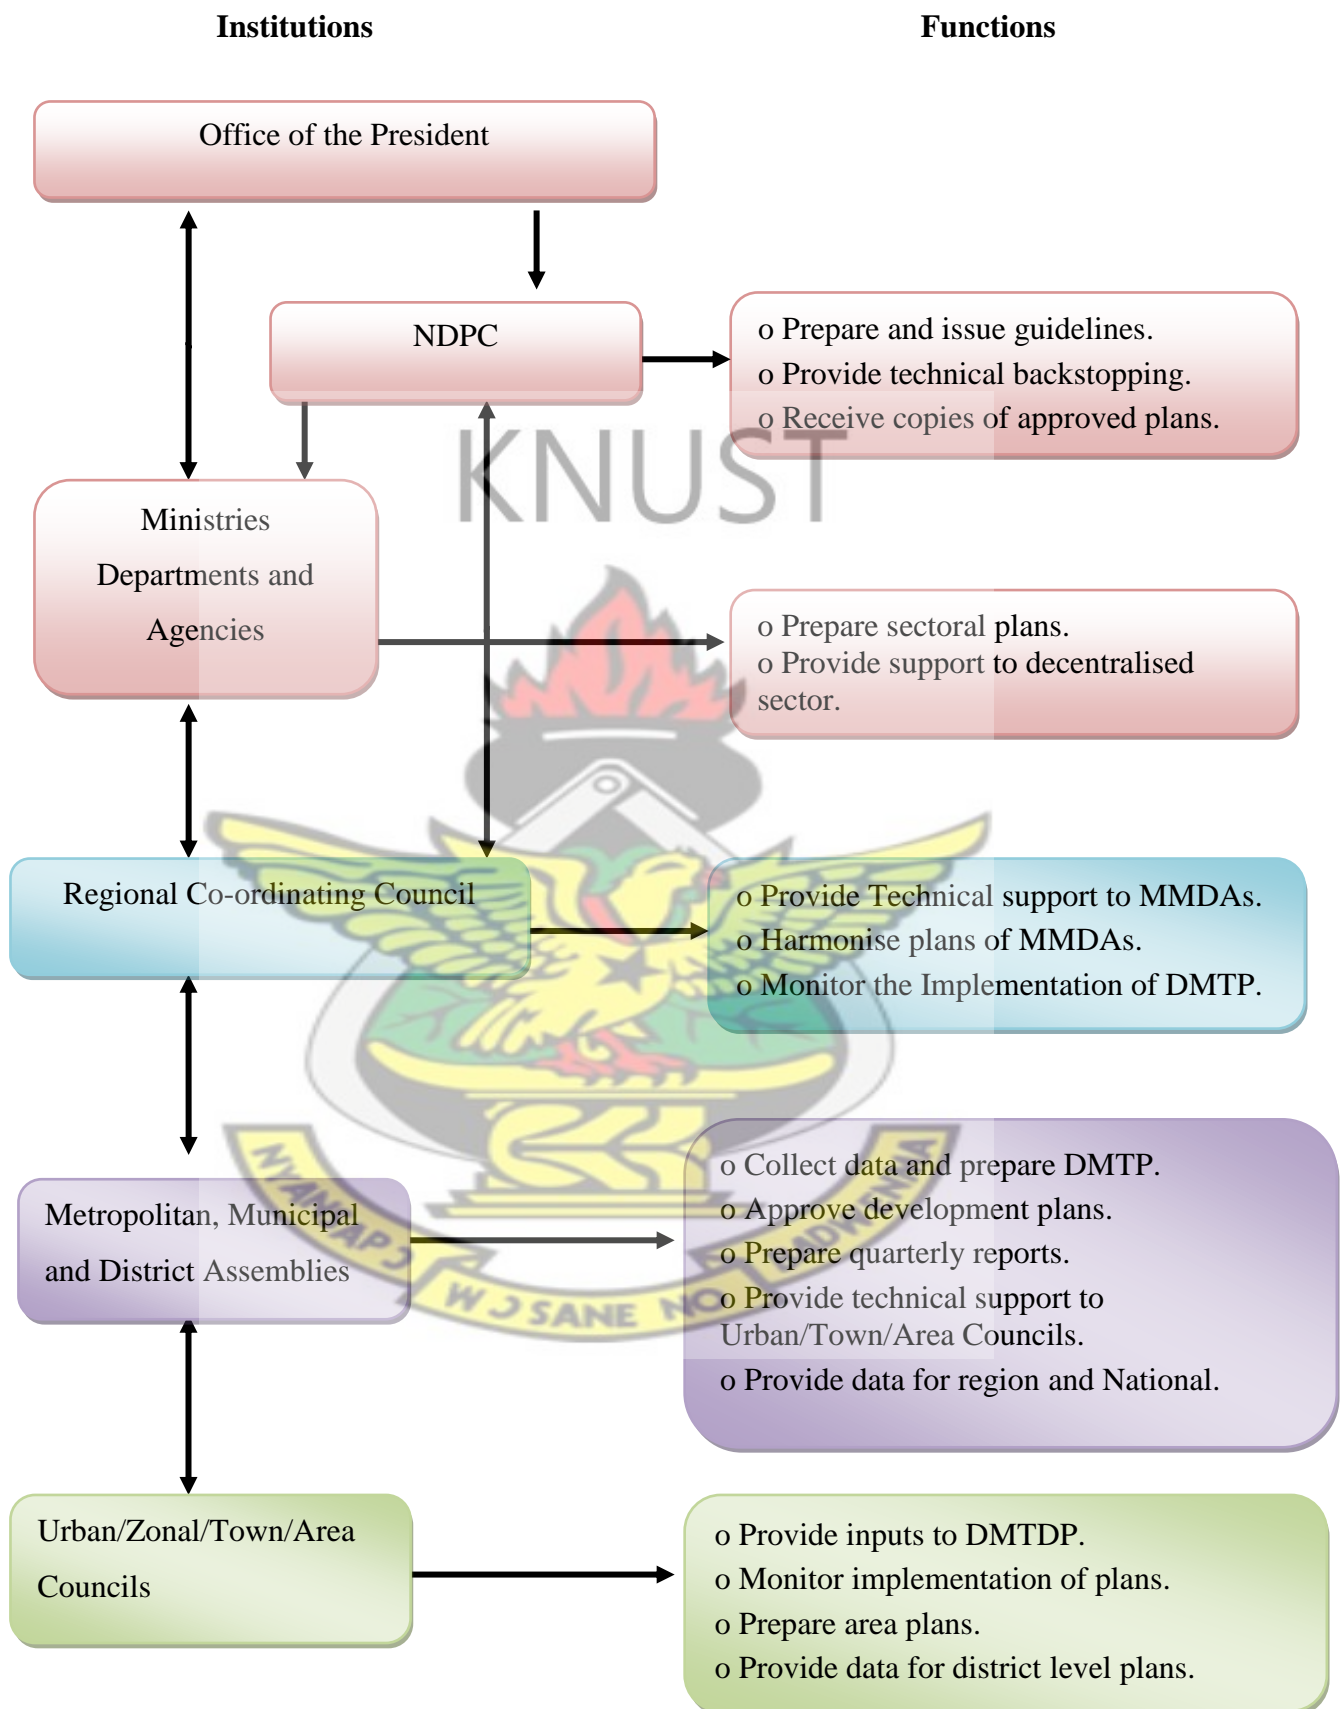 Institutions
Functions
Office of the President
NDPC
o Prepare and issue guidelines.
o Provide technical backstopping.
o Receive copies of approved plans.
KNUST
Ministries
Departments and
Agencies
o Prepare sectoral plans.
o Provide support to decentralised
sector.
Regional Co-ordinating Council
o Provide Technical support to MMDAs.
o Harmonise plans of MMDAs.
o Monitor the Implementation of DMTP.
Metropolitan, Municipal
and District Assemblies
o Collect data and prepare DMTP.
o Approve development plans.
o Prepare quarterly reports.
o Provide technical support to
Urban/Town/Area Councils.
o Provide data for region and National.
NYANSAPƆ WƆSANE NO BADWENMA
Urban/Zonal/Town/Area
Councils
o Provide inputs to DMTDP.
o Monitor implementation of plans.
o Prepare area plans.
o Provide data for district level plans.